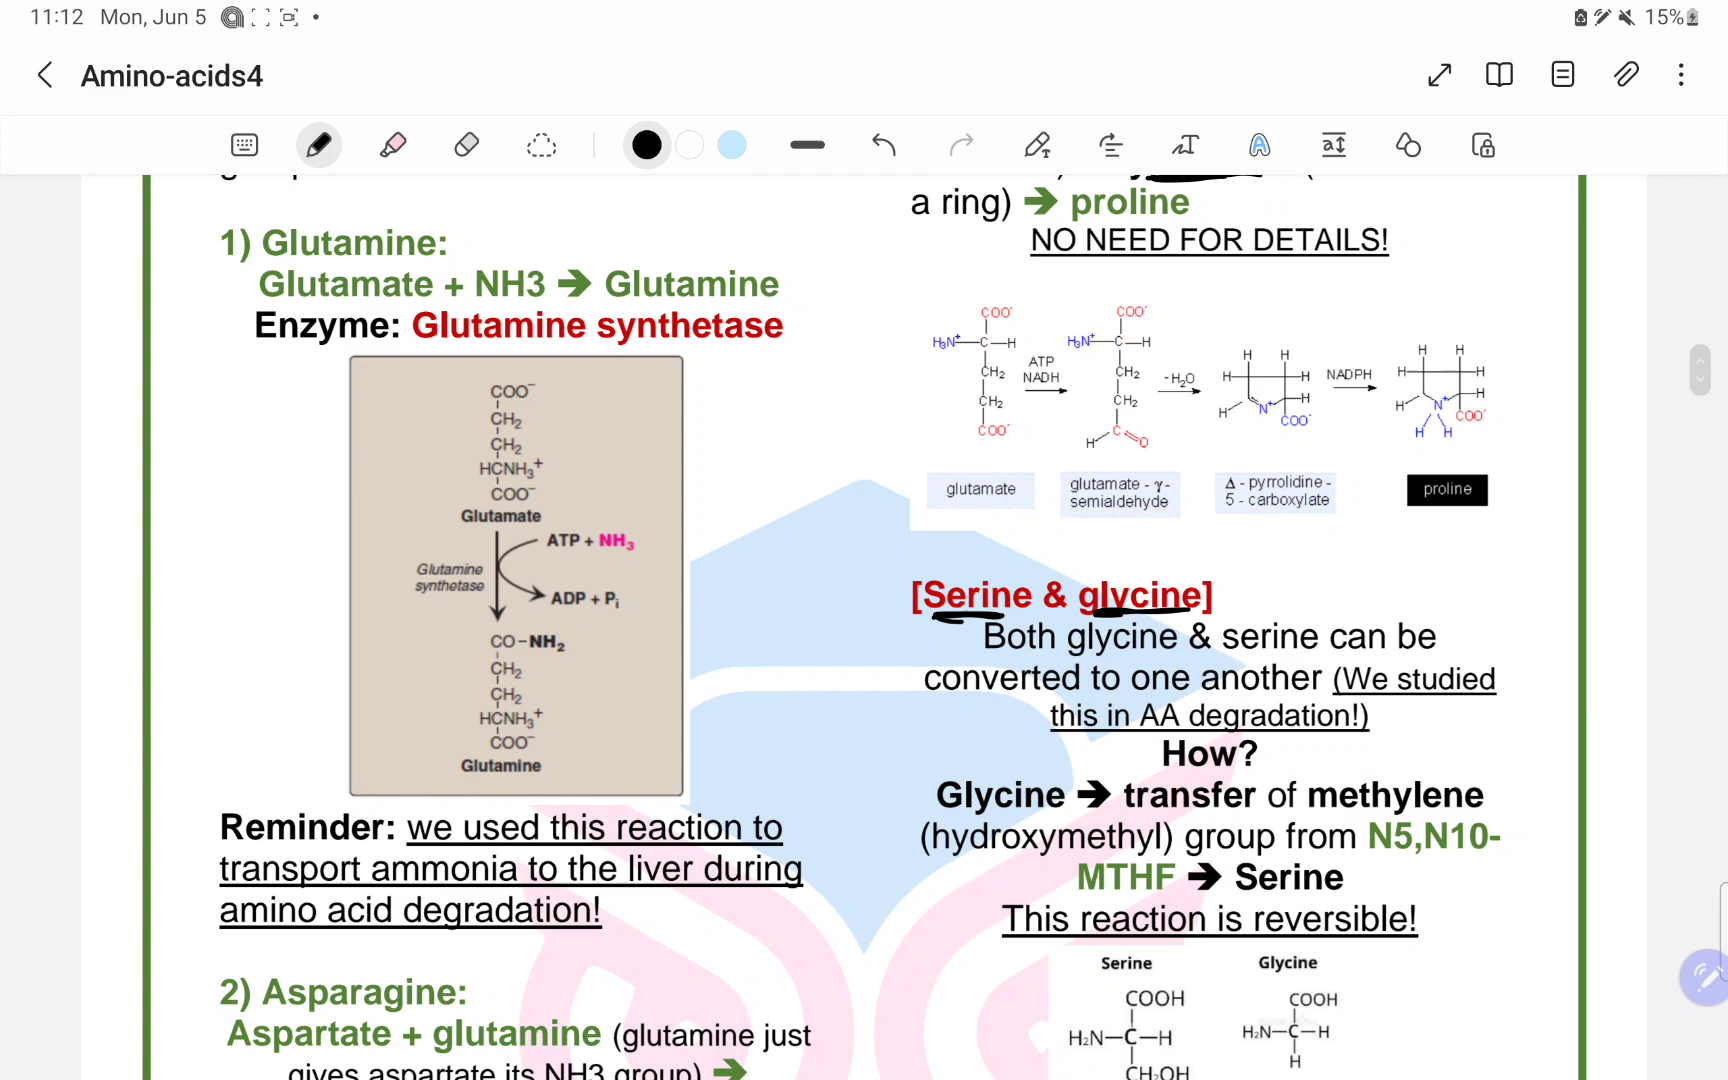 11:12 Mon, Jun 5
15%
Amino-acids4
1) Glutamine:
Glutamate + NH3 ➔ Glutamine
Enzyme: Glutamine synthetase
COO⁻
CH₂
CH₂
HCNH₃⁺
COO⁻
Glutamate
ATP + NH₃
Glutamine
synthetase
ADP + Pᵢ
CO–NH₂
CH₂
CH₂
HCNH₃⁺
COO⁻
Glutamine
Reminder: we used this reaction to
transport ammonia to the liver during
amino acid degradation!
2) Asparagine:
Aspartate + glutamine (glutamine just
gives aspartate its NH3 group) ➔
a ring) ➔ proline
NO NEED FOR DETAILS!
COO⁻
H₃N⁺—C—H
CH₂
CH₂
COO⁻
ATP
NADH
COO⁻
H₃N⁺—C—H
CH₂
CH₂
H C O
-H₂O
H H
H H
H N⁺ H
COO⁻
NADPH
H H
H H
H N⁺ H
COO⁻
H H
glutamate
glutamate - γ-
semialdehyde
Δ - pyrrolidine -
5 - carboxylate
proline
[Serine & glycine]
Both glycine & serine can be
converted to one another (We studied
this in AA degradation!)
How?
Glycine ➔ transfer of methylene
(hydroxymethyl) group from N5,N10-
MTHF ➔ Serine
This reaction is reversible!
Serine Glycine
COOH COOH
H₂N—C—H H₂N—C—H
CH₂OH H